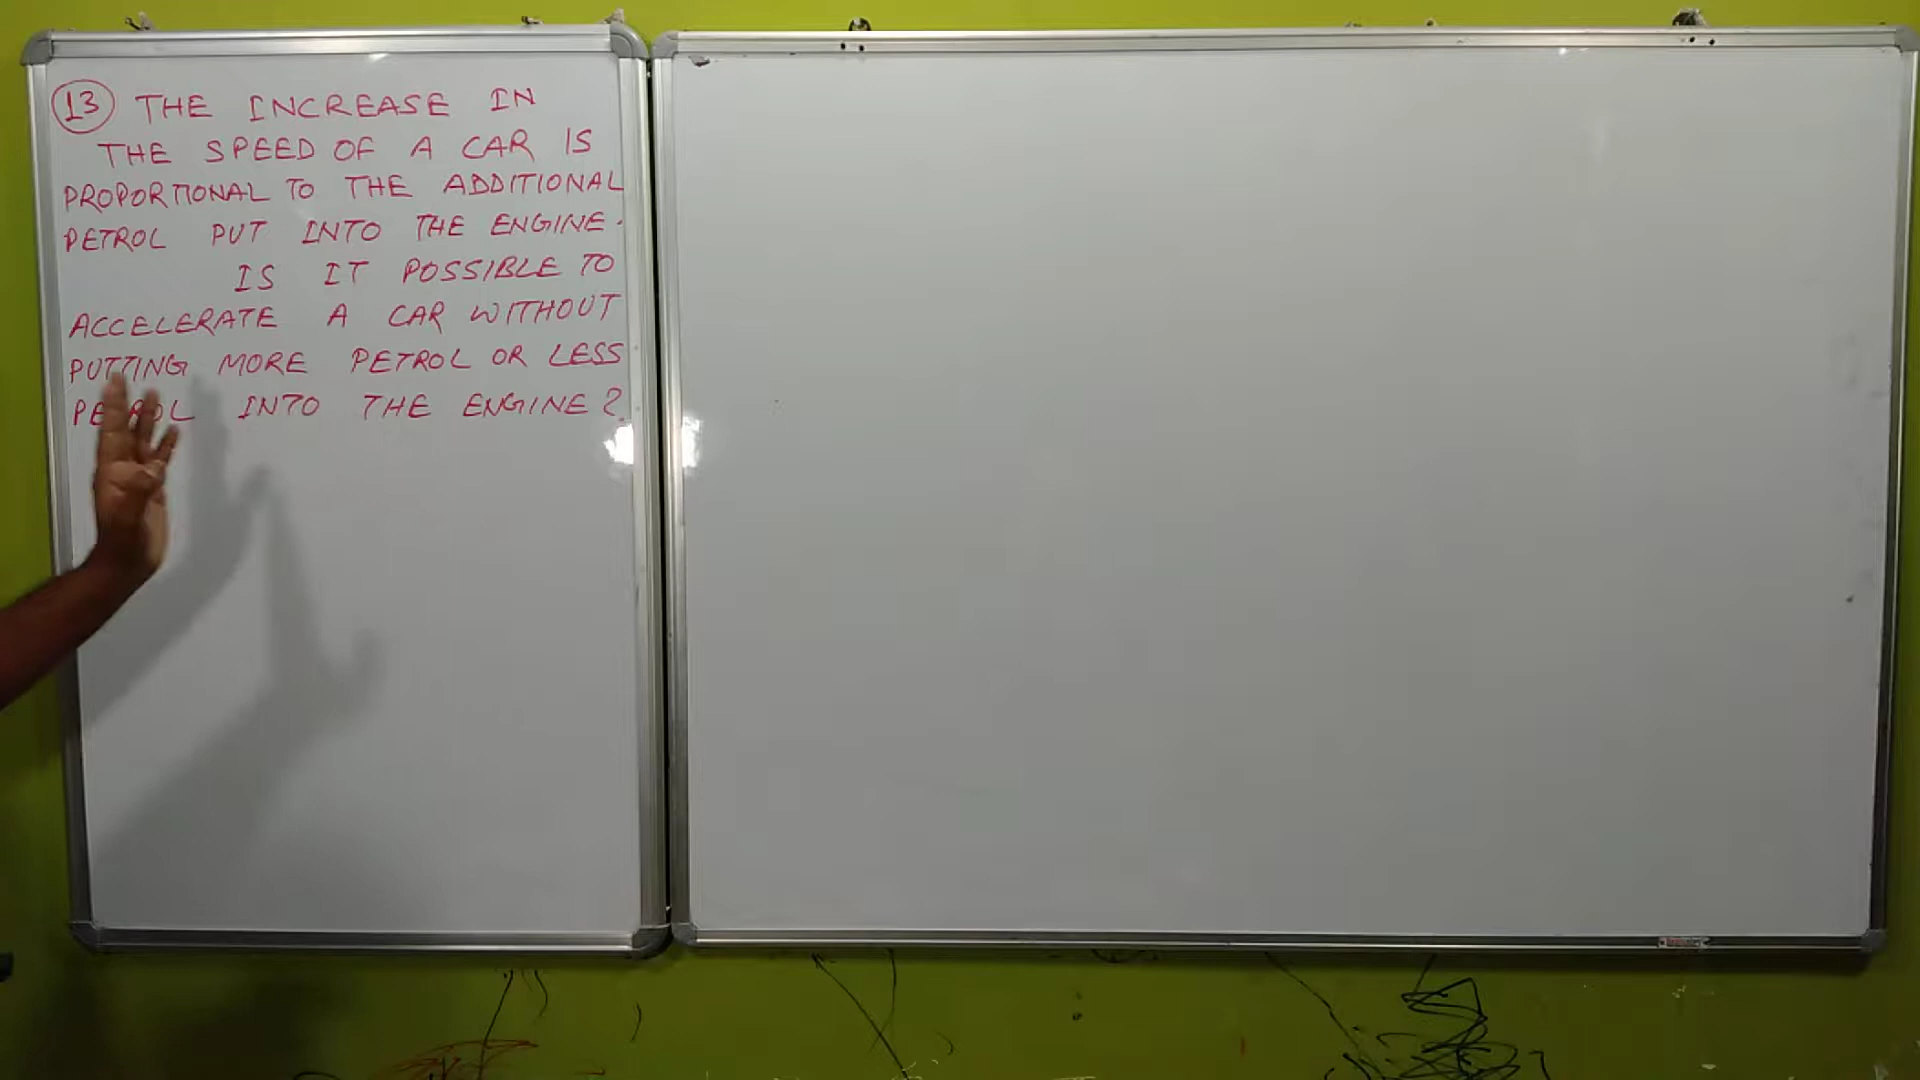 13 THE INCREASE IN
THE SPEED OF A CAR IS
PROPORTIONAL TO THE ADDITIONAL
PETROL PUT INTO THE ENGINE.
IS IT POSSIBLE TO
ACCELERATE A CAR WITHOUT
PUTTING MORE PETROL OR LESS
PETROL INTO THE ENGINE?